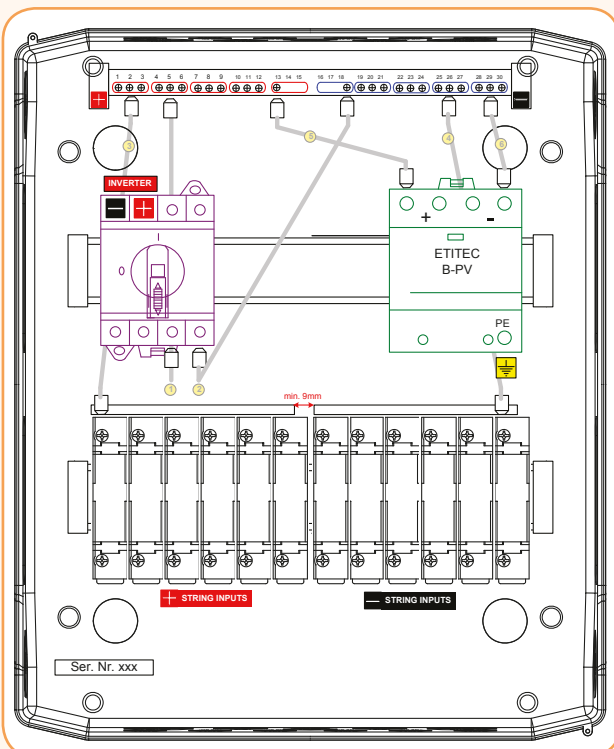 1 2 3 4 5 6 7 8 9 10 11 12 13 14 15 16 17 18 19 20 21 22 23 24 25 26 27 28 29 30
+ −
3 5 4 6
INVERTER
− +
I
O
+ -
ETITEC
B-PV
PE
1 2
min. 9mm
+ STRING INPUTS
− STRING INPUTS
Ser. Nr. xxx